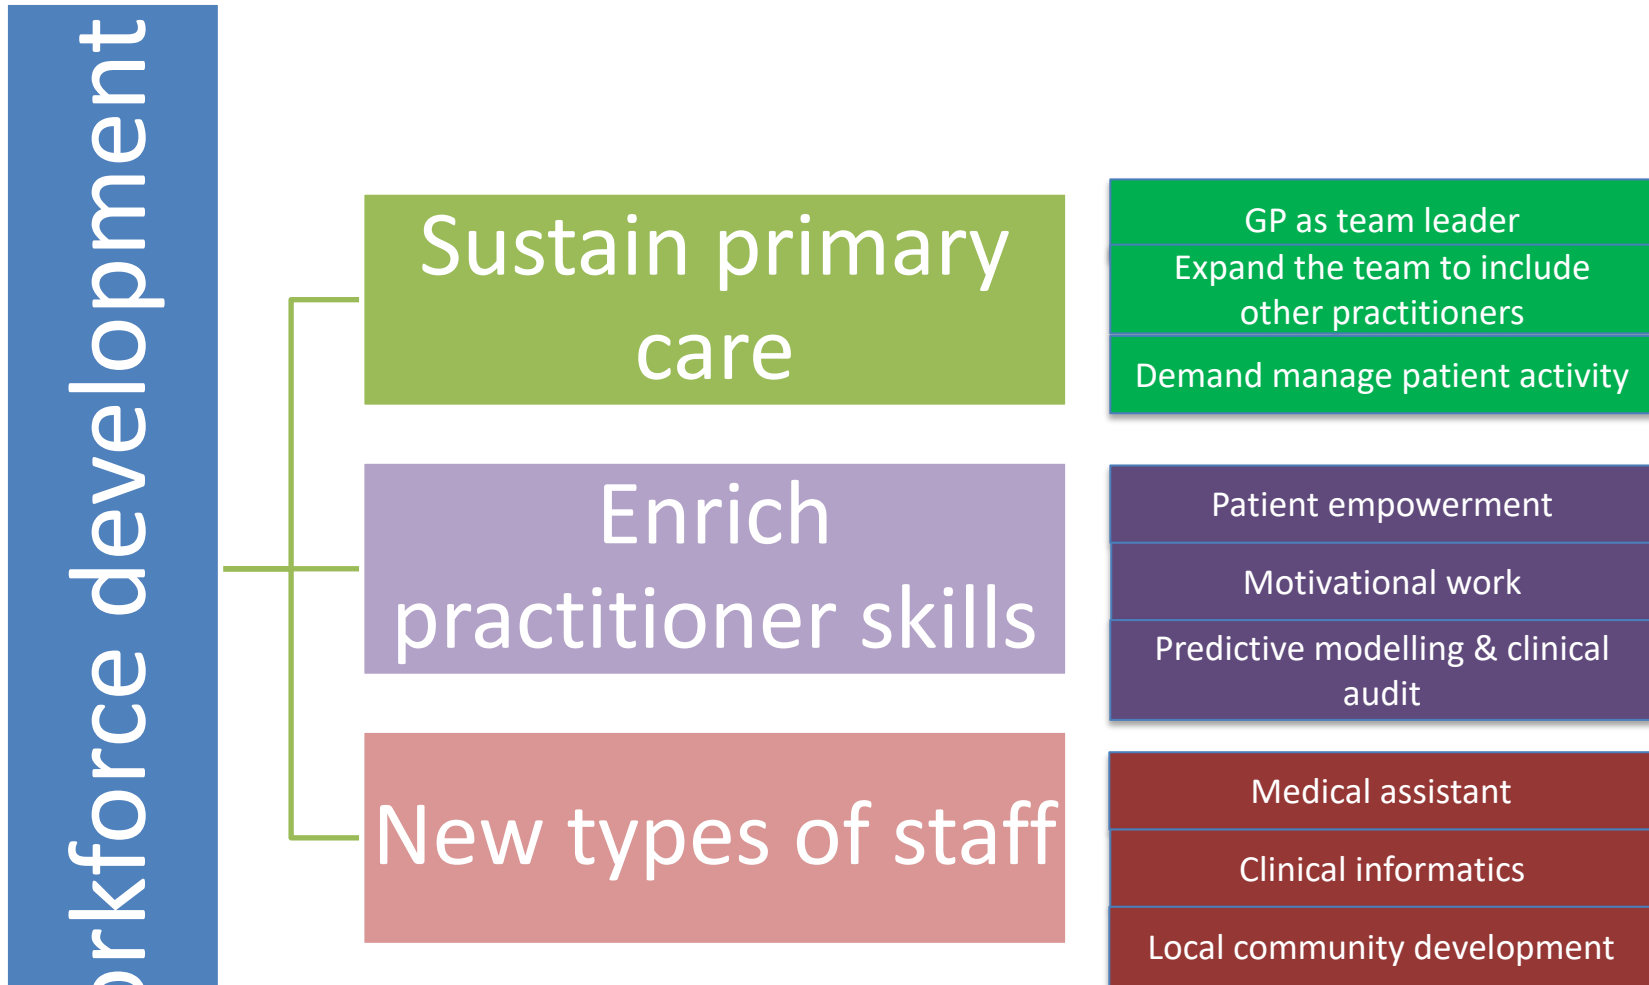 orkforce development
Sustain primary
care
GP as team leader
Expand the team to include
other practitioners
Demand manage patient activity
Enrich
practitioner skills
Patient empowerment
Motivational work
Predictive modelling & clinical
audit
New types of staff
Medical assistant
Clinical informatics
Local community development